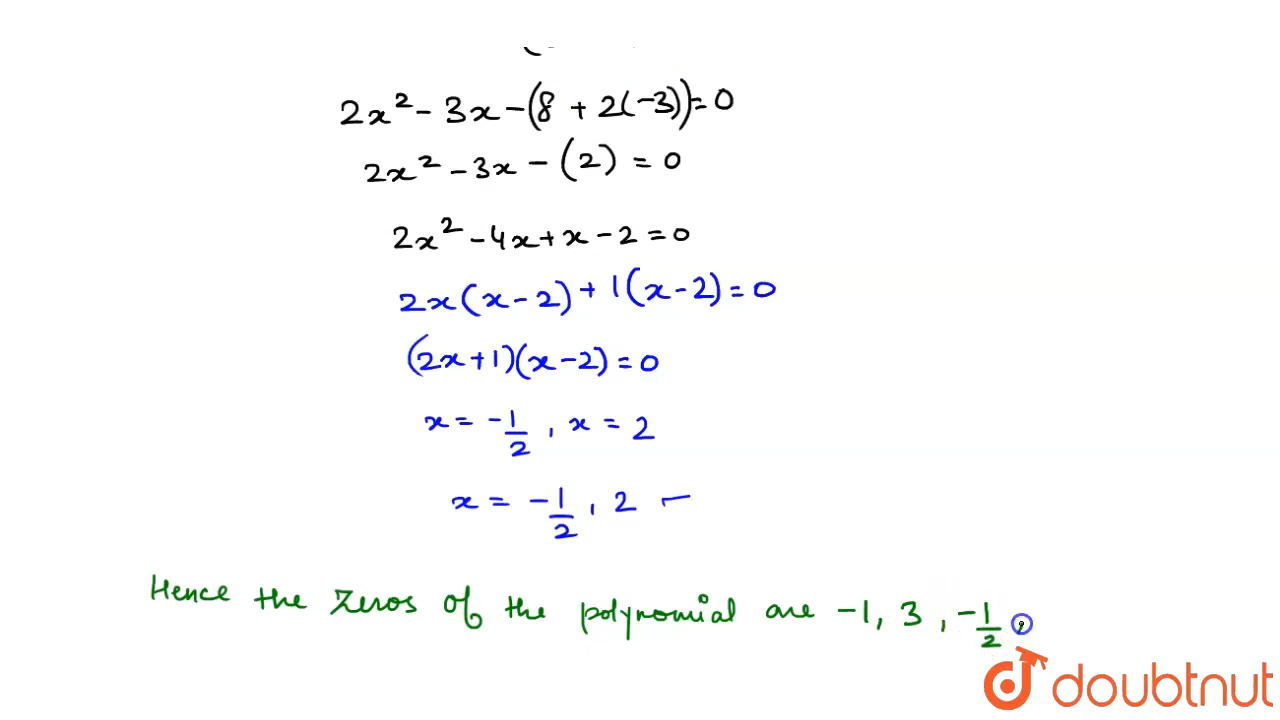 2x² - 3x - (8 + 2(-3)) = 0
2x² - 3x - (2) = 0
2x² - 4x + x - 2 = 0
2x(x-2) + 1(x-2) = 0
(2x+1)(x-2) = 0
x = -1/2, x = 2
x = -1/2, 2
Hence the zeros of the polynomial are -1, 3, -1/2,
doubtnut